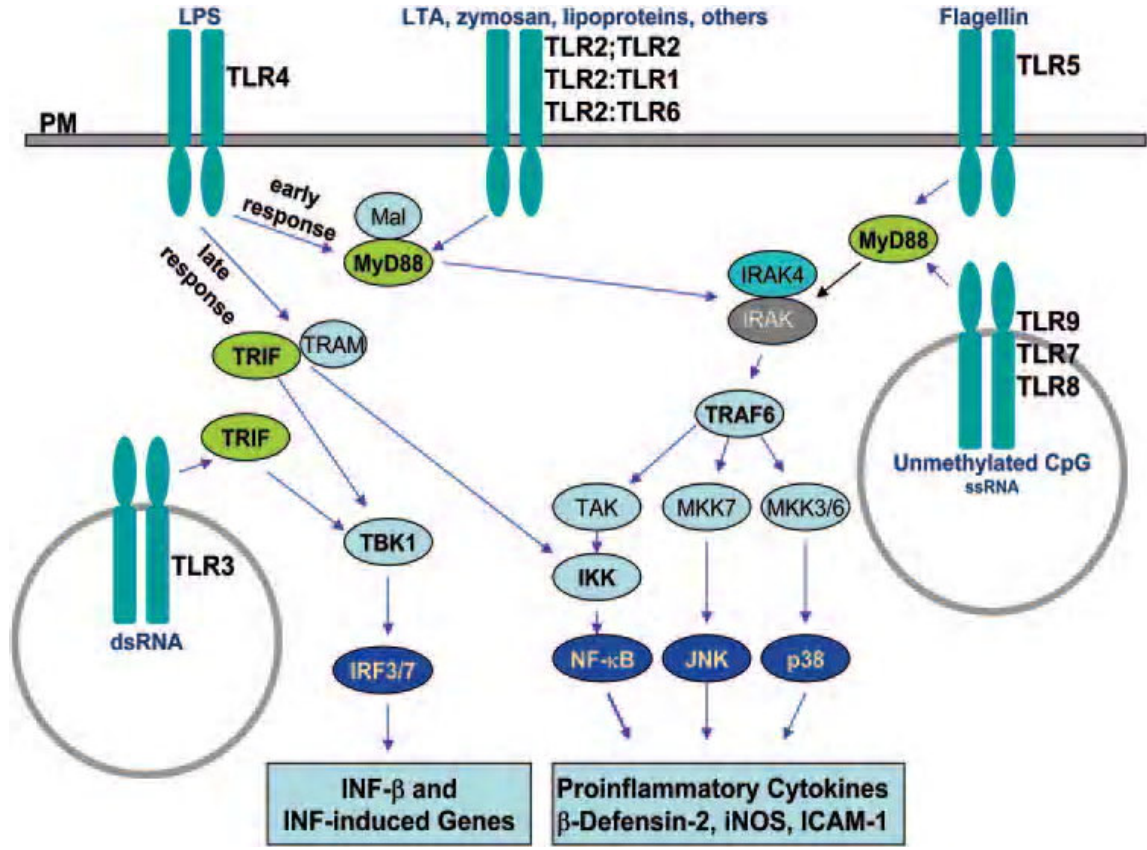 LPS
LTA, zymosan, lipoproteins, others
Flagellin
TLR4
TLR2;TLR2
TLR2:TLR1
TLR2:TLR6
TLR5
PM
early
response
Mal
MyD88
MyD88
late
response
IRAK4
IRAK
TRIF
TRAM
TLR9
TLR7
TLR8
TRAF6
TRIF
Unmethylated CpG
ssRNA
TAK
MKK7
MKK3/6
TBK1
TLR3
IKK
dsRNA
IRF3/7
NF-κB
JNK
p38
INF-β and
INF-induced Genes
Proinflammatory Cytokines
β-Defensin-2, iNOS, ICAM-1